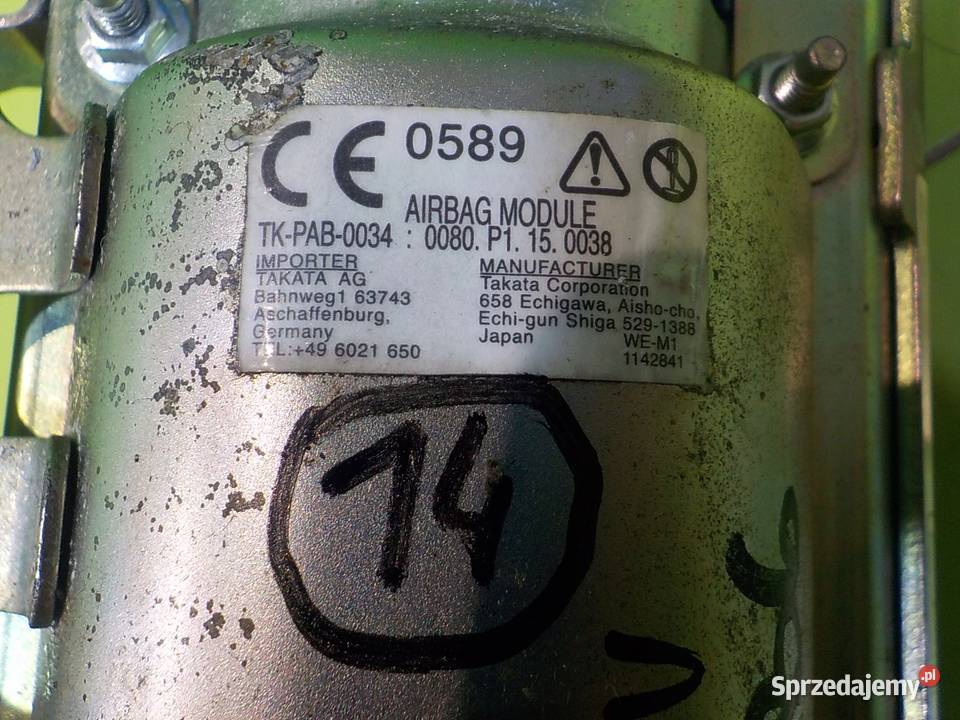 CE 0589
AIRBAG MODULE
TK-PAB-0034 : 0080. P1. 15. 0038
IMPORTER
TAKATA AG
Bahnweg1 63743
Aschaffenburg,
Germany
TEL:+49 6021 650
MANUFACTURER
Takata Corporation
658 Echigawa, Aisho-cho,
Echi-gun Shiga 529-1388
Japan
WE-M1
1142841
14
Sprzedajemy.pl